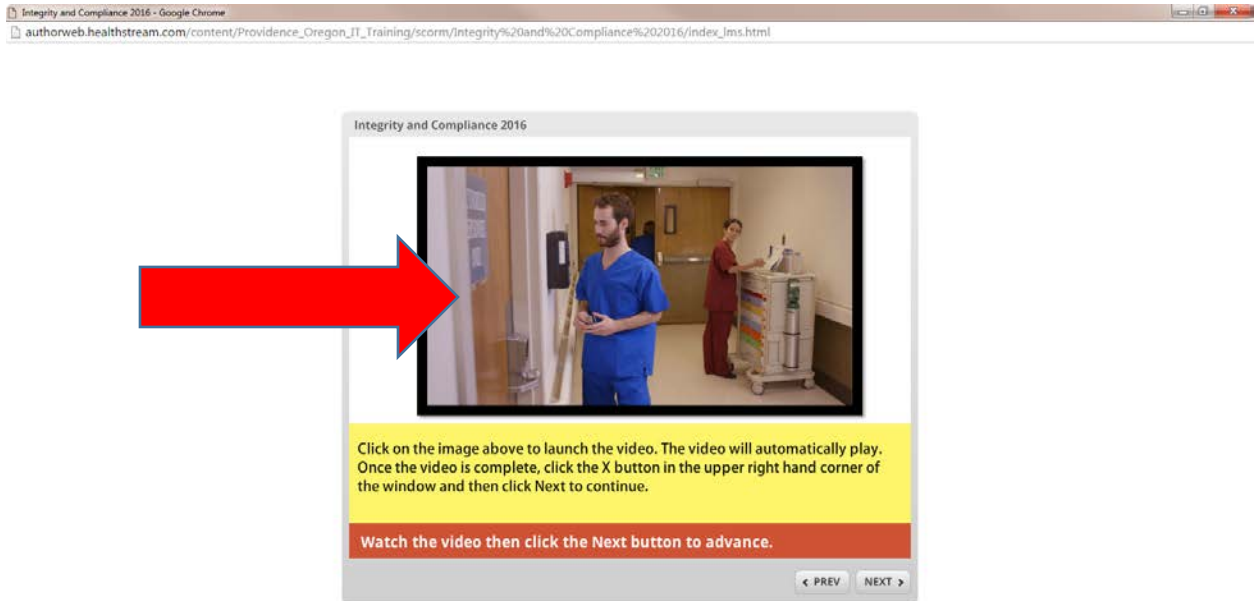 Integrity and Compliance 2016 - Google Chrome
authorweb.healthstream.com/content/Providence_Oregon_IT_Training/scorm/Integrity%20and%20Compliance%202016/index_lms.html
Integrity and Compliance 2016
Click on the image above to launch the video. The video will automatically play.
Once the video is complete, click the X button in the upper right hand corner of
the window and then click Next to continue.
Watch the video then click the Next button to advance.
PREV NEXT